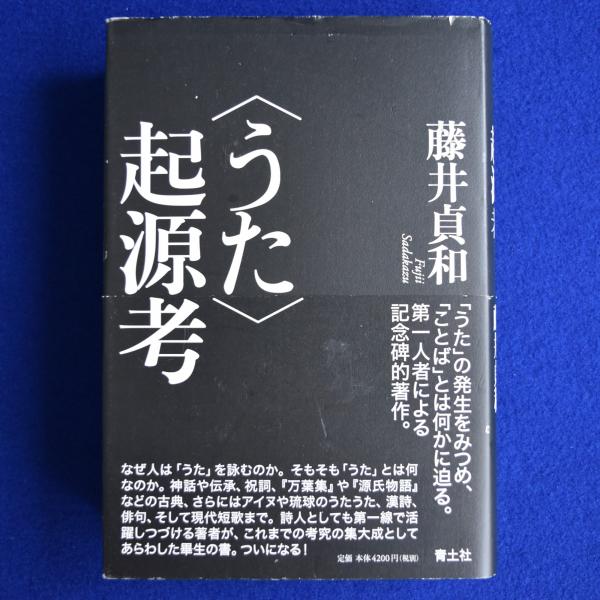 〈うた〉
起源考
藤井貞和
Fujii
Sadakazu
「うた」の発生をみつめ、
「ことば」とは何かに迫る。
第一人者による
記念碑的著作。
なぜ人は「うた」を詠むのか。そもそも「うた」とは何
なのか。神話や伝承、祝詞、『万葉集』や『源氏物語』
などの古典、さらにはアイヌや琉球のうたうた、漢詩、
俳句、そして現代短歌まで。詩人としても第一線で活
躍しつづける著者が、これまでの考究の集大成として
あらわした畢生の書。ついになる!
定価 本体4200円(税別)
青土社